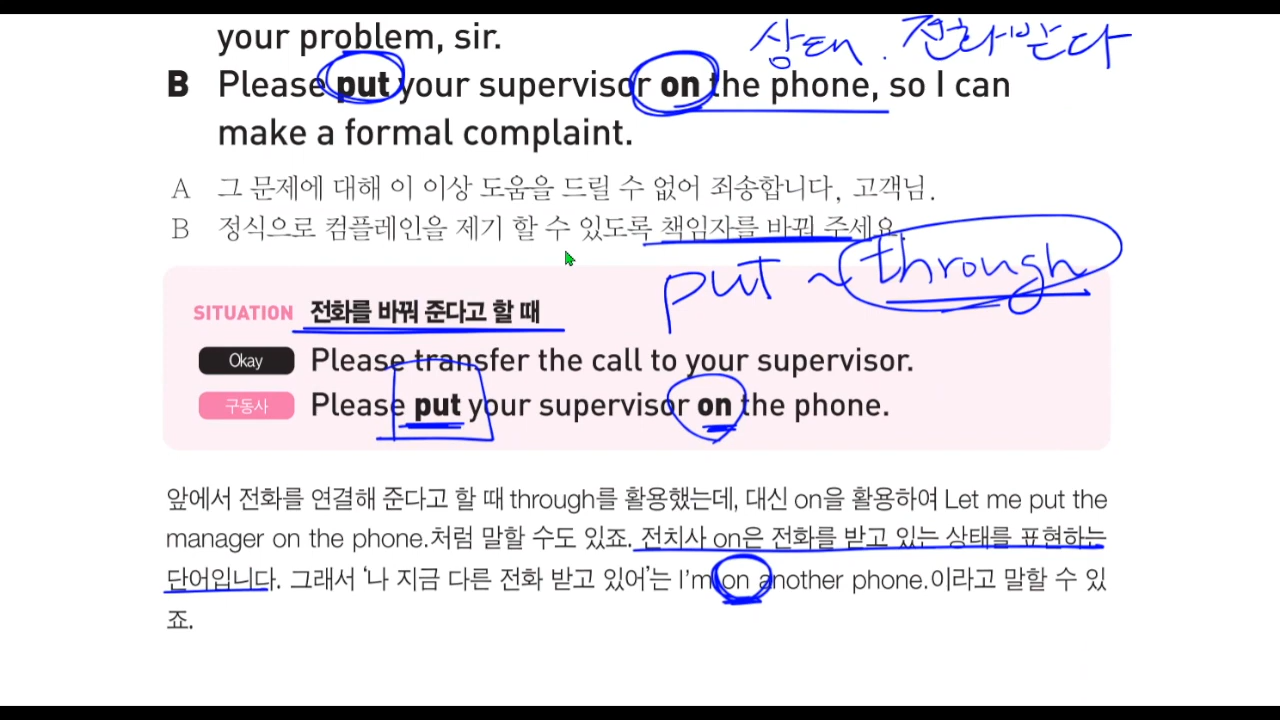 your problem, sir.
상태. 전화받다
B Please put your supervisor on the phone, so I can
make a formal complaint.
A 그 문제에 대해 이 이상 도움을 드릴 수 없어 죄송합니다, 고객님.
B 정식으로 컴플레인을 제기 할 수 있도록 책임자를 바꿔 주세요.
put ~ through
SITUATION 전화를 바꿔 준다고 할 때
Okay Please transfer the call to your supervisor.
구동사 Please put your supervisor on the phone.
앞에서 전화를 연결해 준다고 할 때 through를 활용했는데, 대신 on을 활용하여 Let me put the
manager on the phone.처럼 말할 수도 있죠. 전치사 on은 전화를 받고 있는 상태를 표현하는
단어입니다. 그래서 ‘나 지금 다른 전화 받고 있어’는 I'm on another phone.이라고 말할 수 있
죠.